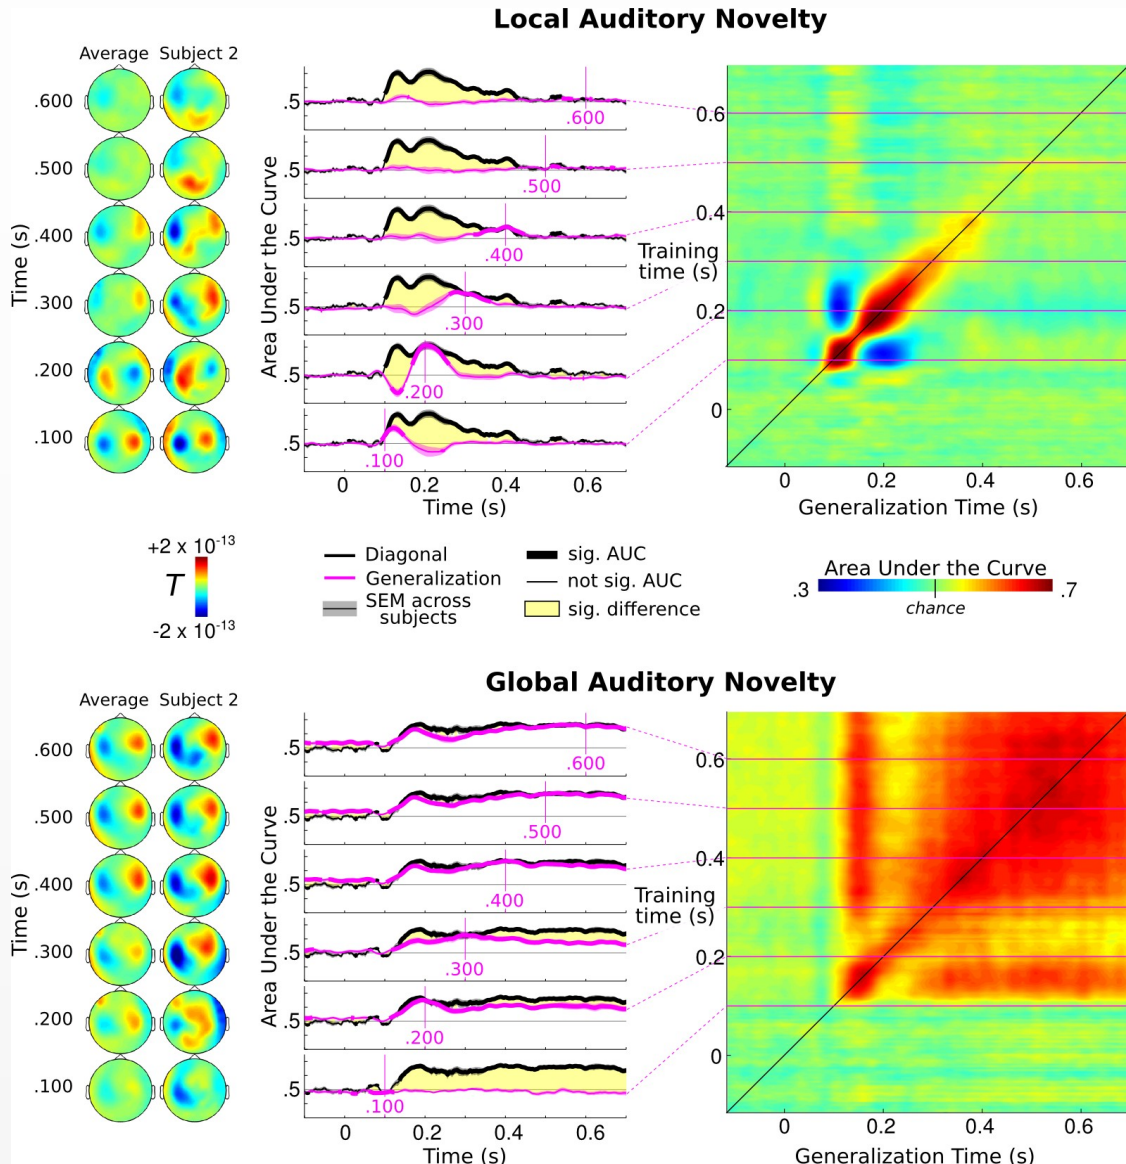 Local Auditory Novelty
Average Subject 2
.600
.500
.400
.300
.200
.100
Time (s)
Area Under the Curve
.5
.600
.5
.500
.5
.400
.5
.300
.5
.200
.5
.100
0 0.2 0.4 0.6
Time (s)
Training
time (s)
0.6
0.4
0.2
0
0 0.2 0.4 0.6
Generalization Time (s)
+2 x 10-13
T
-2 x 10-13
Diagonal
Generalization
SEM across
subjects
sig. AUC
not sig. AUC
sig. difference
Area Under the Curve
.3 .7
chance
Global Auditory Novelty
Average Subject 2
.600
.500
.400
.300
.200
.100
Time (s)
Area Under the Curve
.5
.600
.5
.500
.5
.400
.5
.300
.5
.200
.5
.100
0 0.2 0.4 0.6
Time (s)
Training
time (s)
0.6
0.4
0.2
0
0 0.2 0.4 0.6
Generalization Time (s)